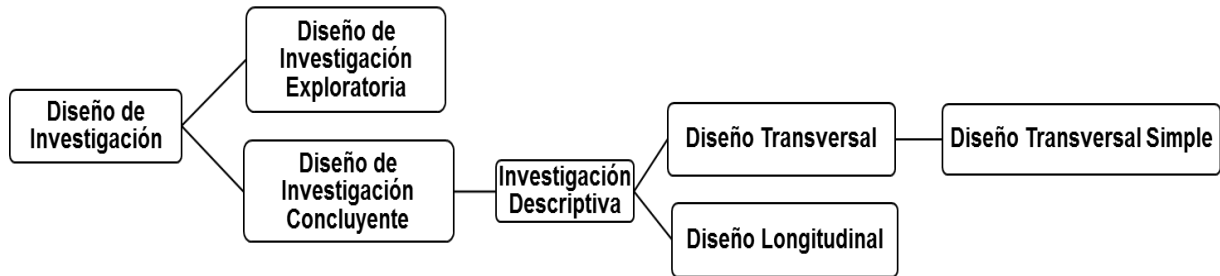 Diseño de
Investigación
Diseño de
Investigación
Exploratoria
Diseño de
Investigación
Concluyente
Investigación
Descriptiva
Diseño Transversal
Diseño Longitudinal
Diseño Transversal Simple